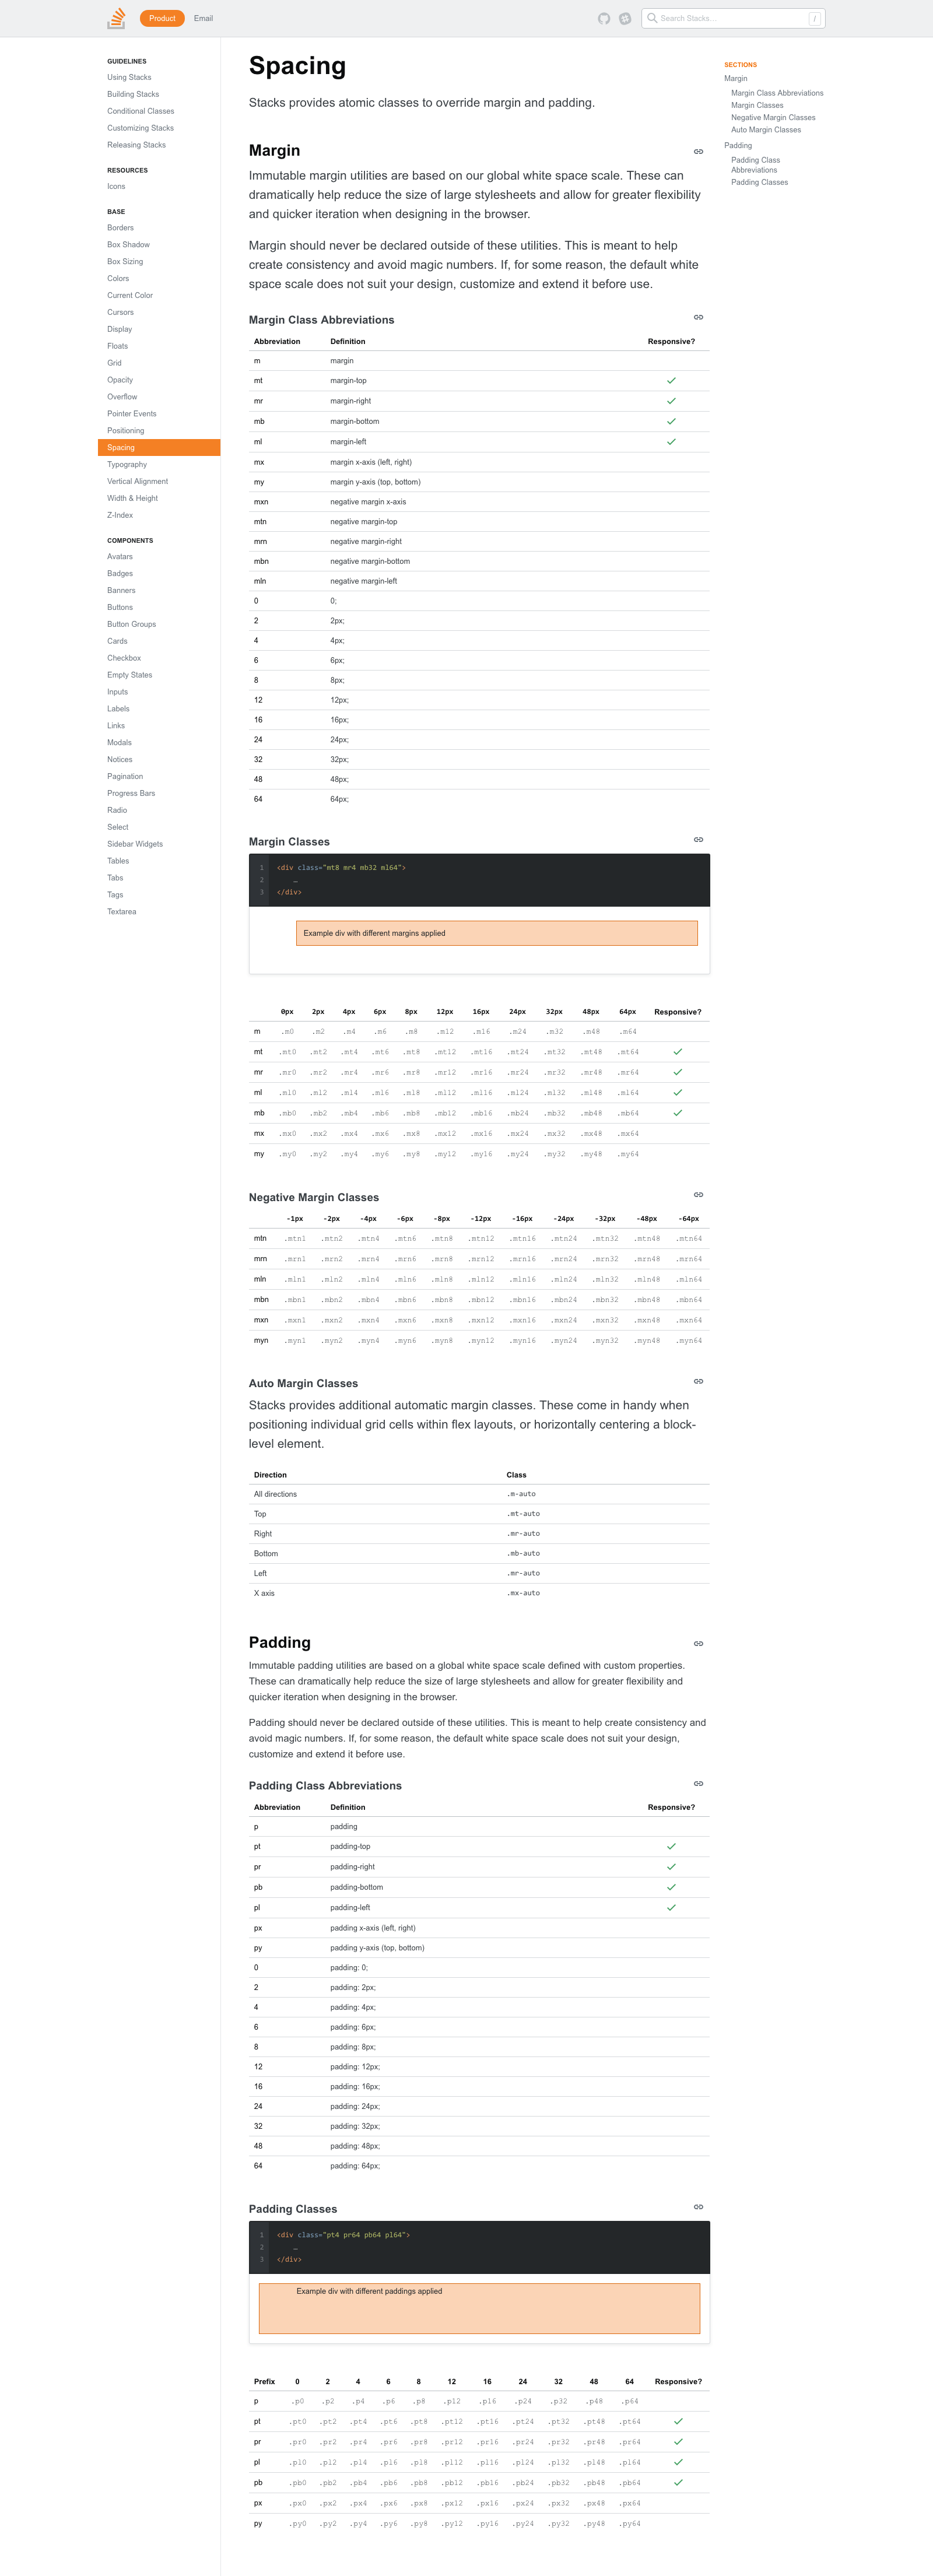 Product Email Search Stacks… /
GUIDELINES
Using Stacks
Building Stacks
Conditional Classes
Customizing Stacks
Releasing Stacks
RESOURCES
Icons
BASE
Borders
Box Shadow
Box Sizing
Colors
Current Color
Cursors
Display
Floats
Grid
Opacity
Overflow
Pointer Events
Positioning
Spacing
Typography
Vertical Alignment
Width & Height
Z-Index
COMPONENTS
Avatars
Badges
Banners
Buttons
Button Groups
Cards
Checkbox
Empty States
Inputs
Labels
Links
Modals
Notices
Pagination
Progress Bars
Radio
Select
Sidebar Widgets
Tables
Tabs
Tags
Textarea
Spacing
Stacks provides atomic classes to override margin and padding.
Margin
Immutable margin utilities are based on our global white space scale. These can
dramatically help reduce the size of large stylesheets and allow for greater flexibility
and quicker iteration when designing in the browser.
Margin should never be declared outside of these utilities. This is meant to help
create consistency and avoid magic numbers. If, for some reason, the default white
space scale does not suit your design, customize and extend it before use.
Margin Class Abbreviations
Abbreviation Definition Responsive?
m margin
mt margin-top
mr margin-right
mb margin-bottom
ml margin-left
mx margin x-axis (left, right)
my margin y-axis (top, bottom)
mxn negative margin x-axis
mtn negative margin-top
mrn negative margin-right
mbn negative margin-bottom
mln negative margin-left
0 0;
2 2px;
4 4px;
6 6px;
8 8px;
12 12px;
16 16px;
24 24px;
32 32px;
48 48px;
64 64px;
Margin Classes
1 <div class="mt8 mr4 mb32 ml64">
2 …
3 </div>
Example div with different margins applied
0px 2px 4px 6px 8px 12px 16px 24px 32px 48px 64px Responsive?
m .m0 .m2 .m4 .m6 .m8 .m12 .m16 .m24 .m32 .m48 .m64
mt .mt0 .mt2 .mt4 .mt6 .mt8 .mt12 .mt16 .mt24 .mt32 .mt48 .mt64
mr .mr0 .mr2 .mr4 .mr6 .mr8 .mr12 .mr16 .mr24 .mr32 .mr48 .mr64
ml .ml0 .ml2 .ml4 .ml6 .ml8 .ml12 .ml16 .ml24 .ml32 .ml48 .ml64
mb .mb0 .mb2 .mb4 .mb6 .mb8 .mb12 .mb16 .mb24 .mb32 .mb48 .mb64
mx .mx0 .mx2 .mx4 .mx6 .mx8 .mx12 .mx16 .mx24 .mx32 .mx48 .mx64
my .my0 .my2 .my4 .my6 .my8 .my12 .my16 .my24 .my32 .my48 .my64
Negative Margin Classes
-1px -2px -4px -6px -8px -12px -16px -24px -32px -48px -64px
mtn .mtn1 .mtn2 .mtn4 .mtn6 .mtn8 .mtn12 .mtn16 .mtn24 .mtn32 .mtn48 .mtn64
mrn .mrn1 .mrn2 .mrn4 .mrn6 .mrn8 .mrn12 .mrn16 .mrn24 .mrn32 .mrn48 .mrn64
mln .mln1 .mln2 .mln4 .mln6 .mln8 .mln12 .mln16 .mln24 .mln32 .mln48 .mln64
mbn .mbn1 .mbn2 .mbn4 .mbn6 .mbn8 .mbn12 .mbn16 .mbn24 .mbn32 .mbn48 .mbn64
mxn .mxn1 .mxn2 .mxn4 .mxn6 .mxn8 .mxn12 .mxn16 .mxn24 .mxn32 .mxn48 .mxn64
myn .myn1 .myn2 .myn4 .myn6 .myn8 .myn12 .myn16 .myn24 .myn32 .myn48 .myn64
Auto Margin Classes
Stacks provides additional automatic margin classes. These come in handy when
positioning individual grid cells within flex layouts, or horizontally centering a block-
level element.
Direction Class
All directions .m-auto
Top .mt-auto
Right .mr-auto
Bottom .mb-auto
Left .mr-auto
X axis .mx-auto
Padding
Immutable padding utilities are based on a global white space scale defined with custom properties.
These can dramatically help reduce the size of large stylesheets and allow for greater flexibility and
quicker iteration when designing in the browser.
Padding should never be declared outside of these utilities. This is meant to help create consistency and
avoid magic numbers. If, for some reason, the default white space scale does not suit your design,
customize and extend it before use.
Padding Class Abbreviations
Abbreviation Definition Responsive?
p padding
pt padding-top
pr padding-right
pb padding-bottom
pl padding-left
px padding x-axis (left, right)
py padding y-axis (top, bottom)
0 padding: 0;
2 padding: 2px;
4 padding: 4px;
6 padding: 6px;
8 padding: 8px;
12 padding: 12px;
16 padding: 16px;
24 padding: 24px;
32 padding: 32px;
48 padding: 48px;
64 padding: 64px;
Padding Classes
1 <div class="pt4 pr64 pb64 pl64">
2 …
3 </div>
Example div with different paddings applied
Prefix 0 2 4 6 8 12 16 24 32 48 64 Responsive?
p .p0 .p2 .p4 .p6 .p8 .p12 .p16 .p24 .p32 .p48 .p64
pt .pt0 .pt2 .pt4 .pt6 .pt8 .pt12 .pt16 .pt24 .pt32 .pt48 .pt64
pr .pr0 .pr2 .pr4 .pr6 .pr8 .pr12 .pr16 .pr24 .pr32 .pr48 .pr64
pl .pl0 .pl2 .pl4 .pl6 .pl8 .pl12 .pl16 .pl24 .pl32 .pl48 .pl64
pb .pb0 .pb2 .pb4 .pb6 .pb8 .pb12 .pb16 .pb24 .pb32 .pb48 .pb64
px .px0 .px2 .px4 .px6 .px8 .px12 .px16 .px24 .px32 .px48 .px64
py .py0 .py2 .py4 .py6 .py8 .py12 .py16 .py24 .py32 .py48 .py64
SECTIONS
Margin
Margin Class Abbreviations
Margin Classes
Negative Margin Classes
Auto Margin Classes
Padding
Padding Class
Abbreviations
Padding Classes